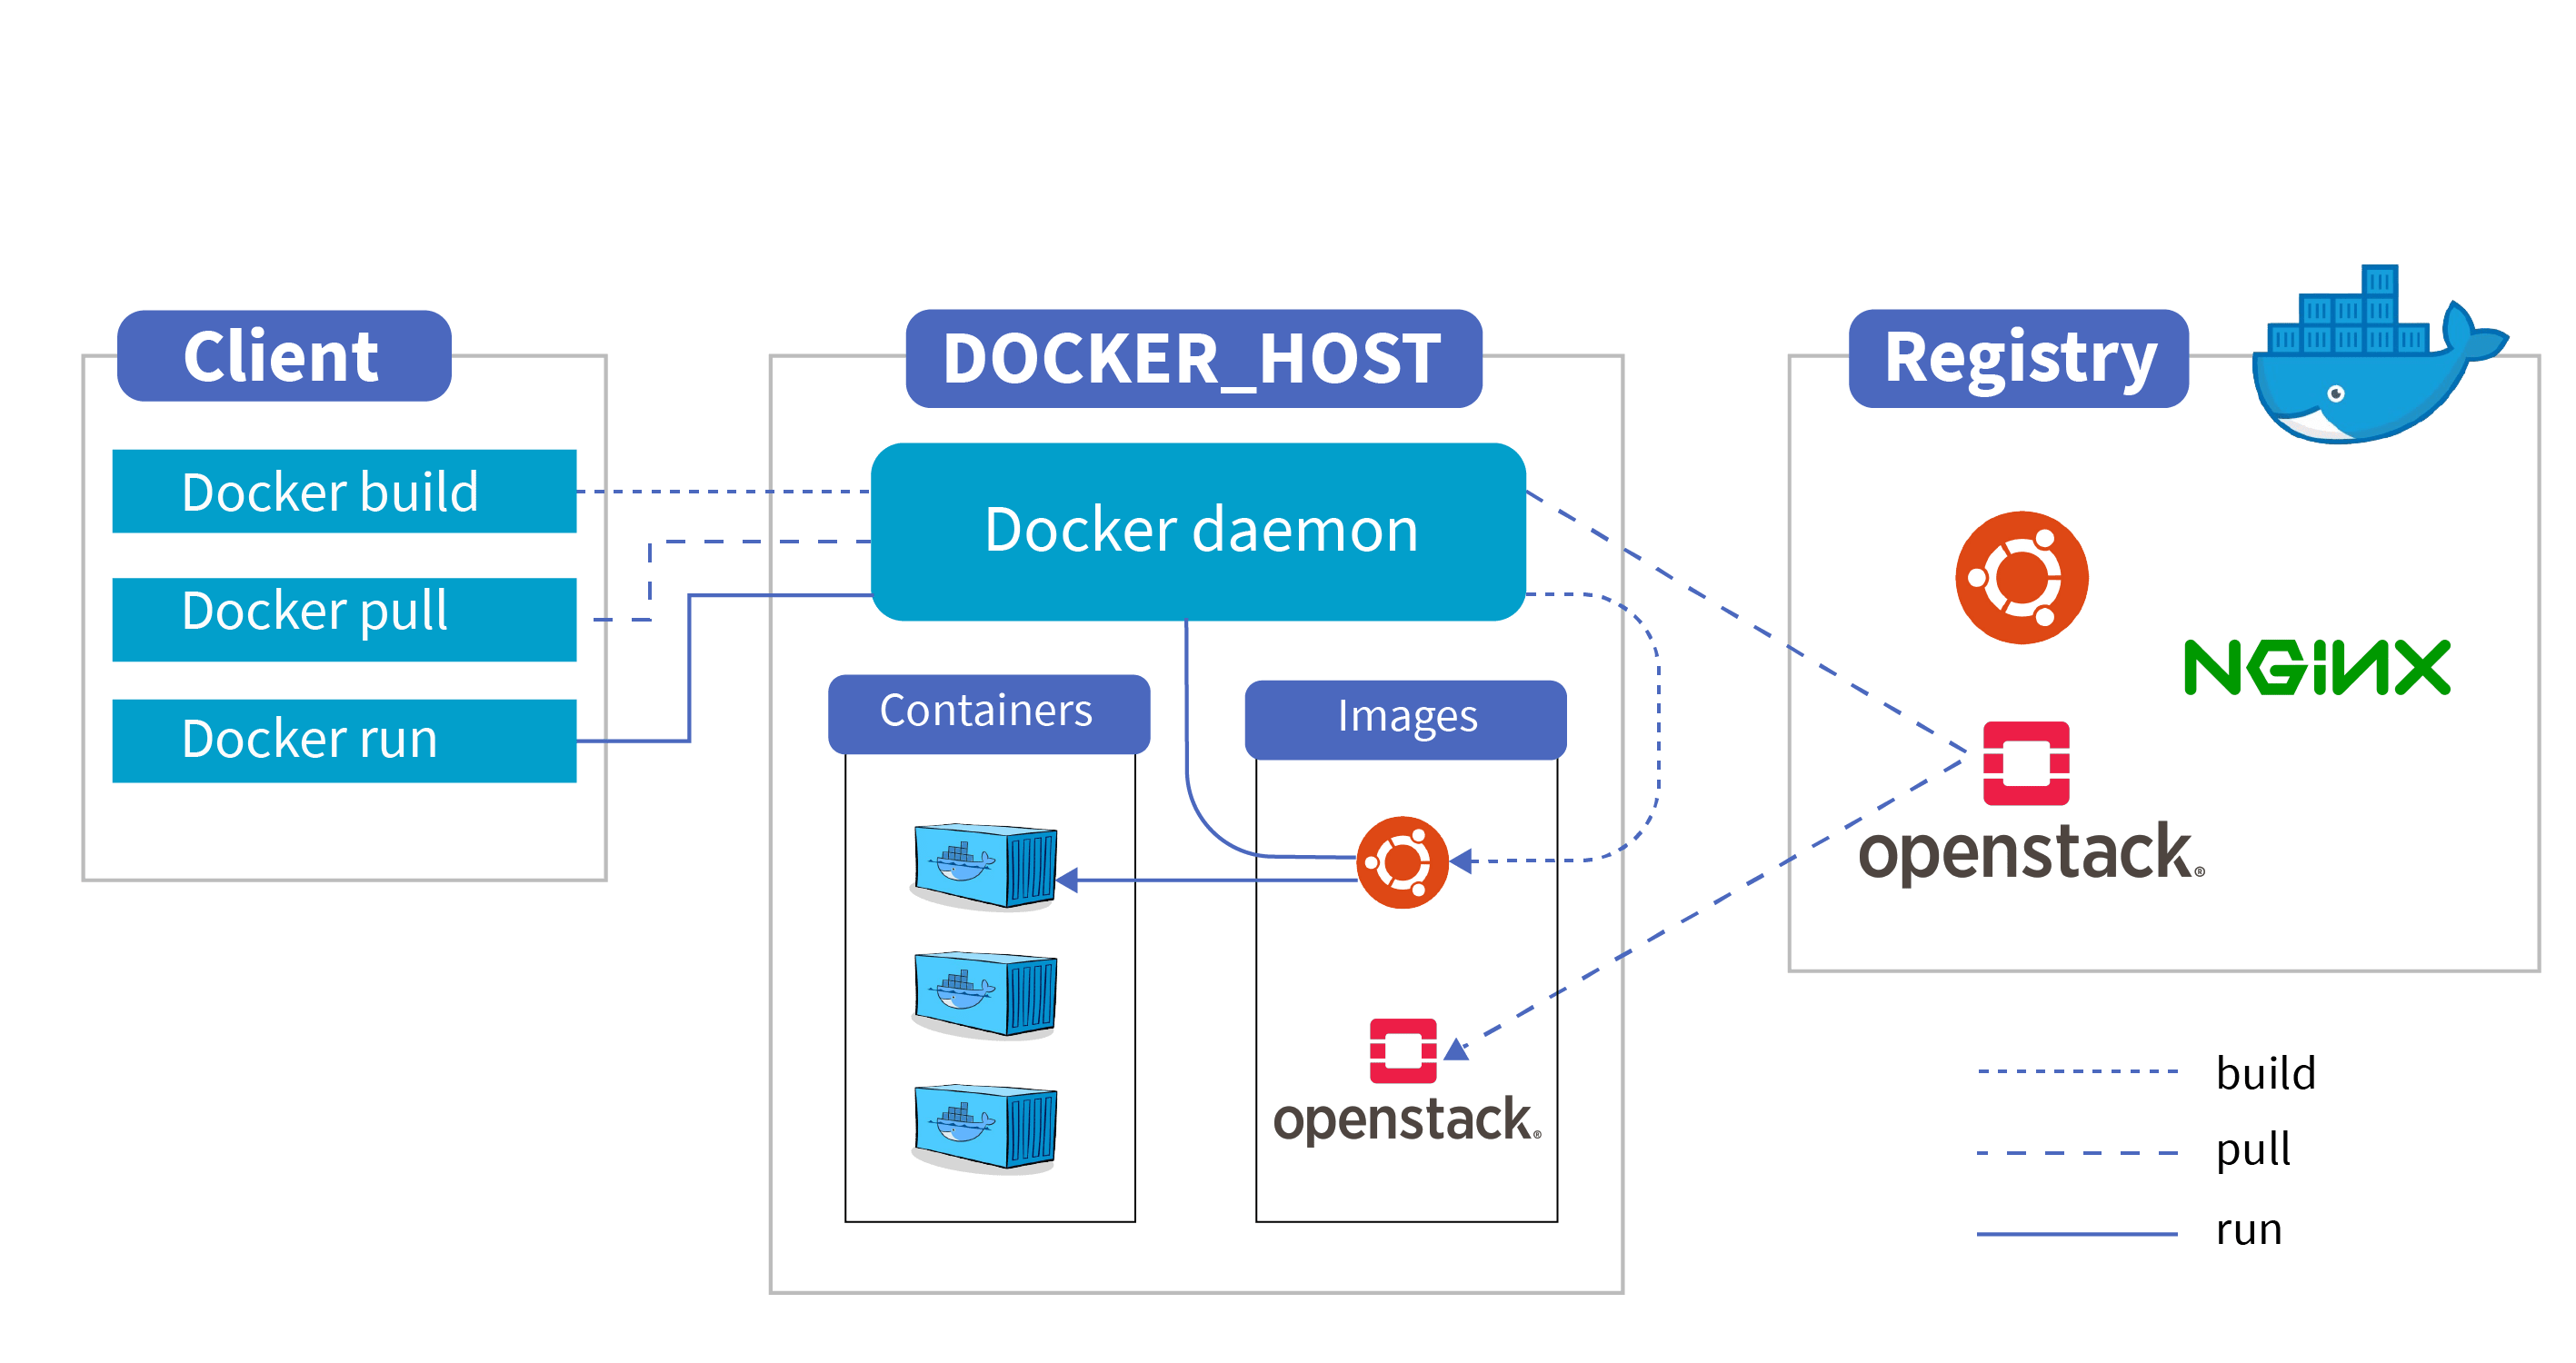 Client
Docker build
Docker pull
Docker run
DOCKER_HOST
Docker daemon
Containers
Images
openstack®
Registry
NGiNX
openstack®
build
pull
run